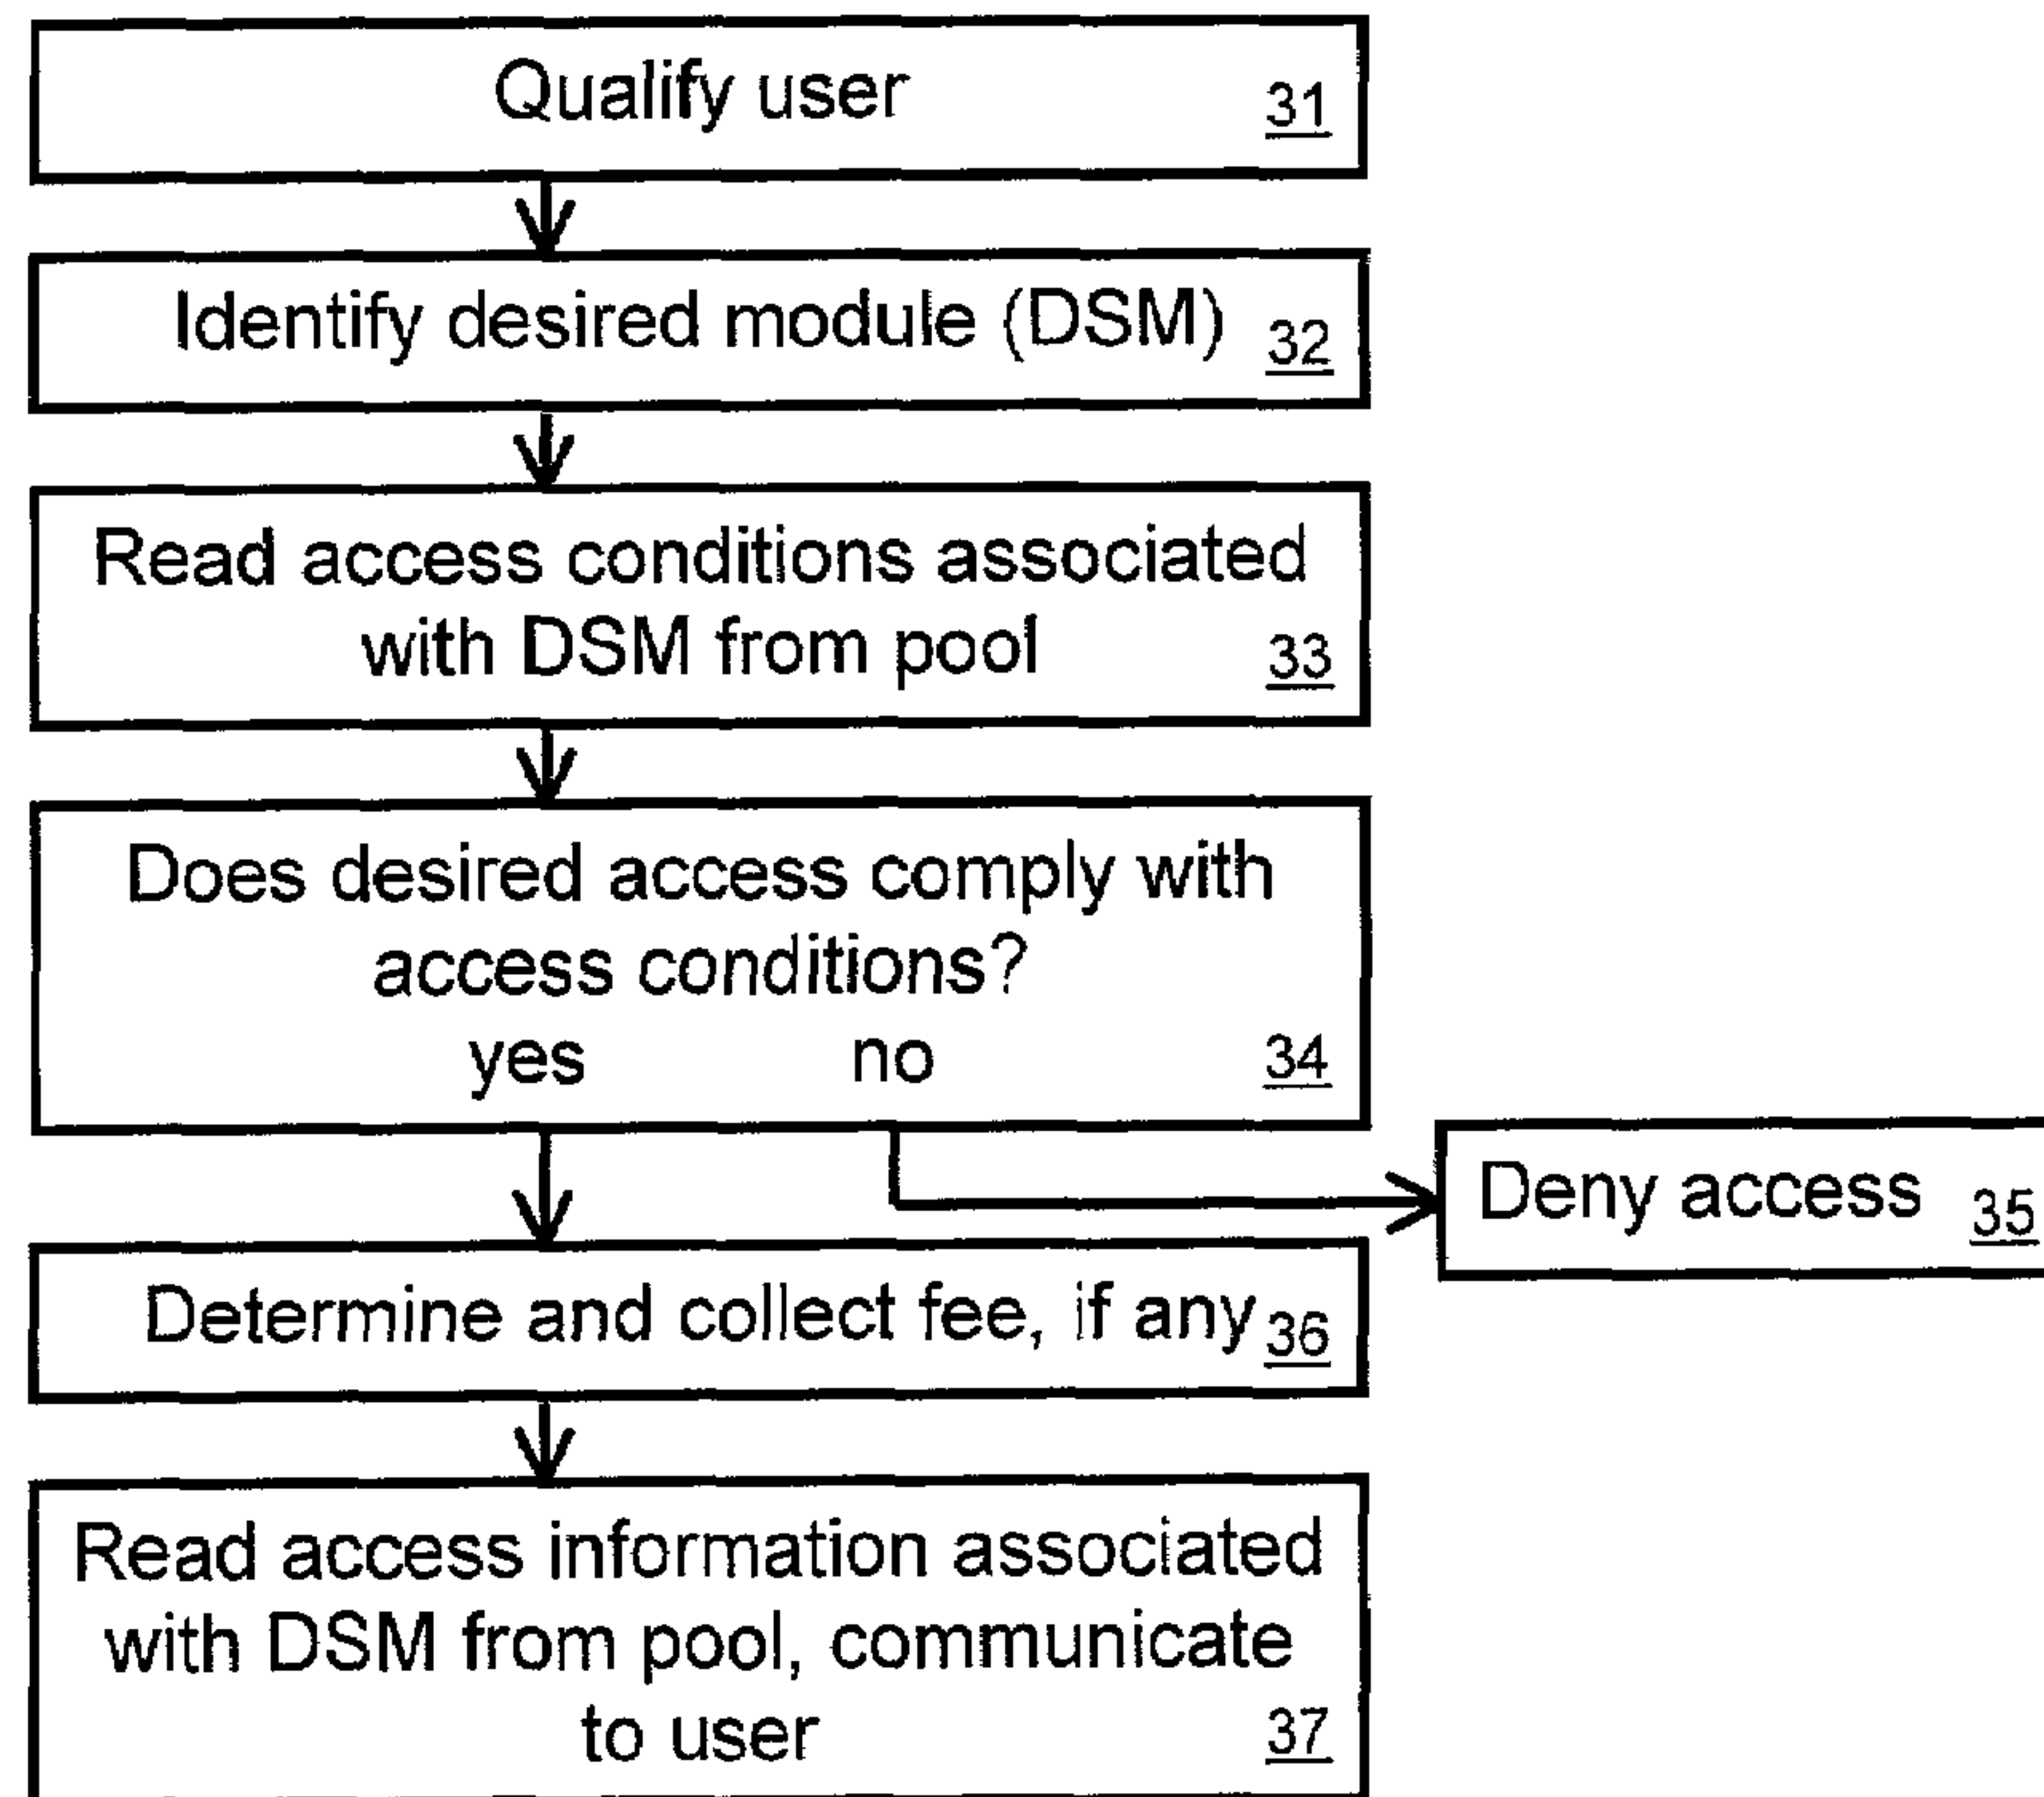 Qualify user 31
Identify desired module (DSM) 32
Read access conditions associated
with DSM from pool 33
Does desired access comply with
access conditions?
yes no 34
Deny access 35
Determine and collect fee, if any 36
Read access information associated
with DSM from pool, communicate
to user 37